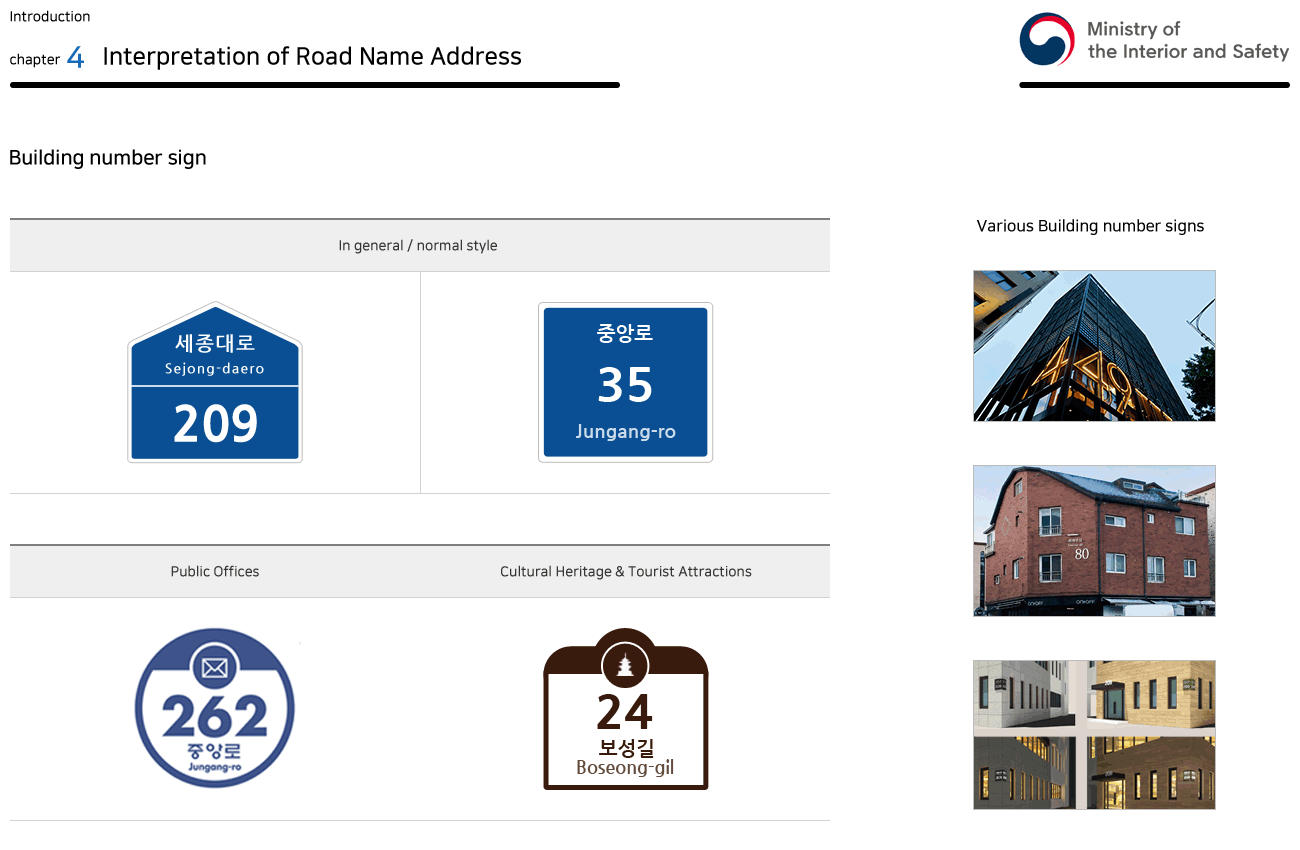 Introduction
chapter 4 Interpretation of Road Name Address
Ministry of
the Interior and Safety
Building number sign
In general / normal style
세종대로
Sejong-daero
209
중앙로
35
Jungang-ro
Public Offices
Cultural Heritage & Tourist Attractions
262
중앙로
Jungang-ro
24
보성길
Boseong-gil
Various Building number signs
449
80